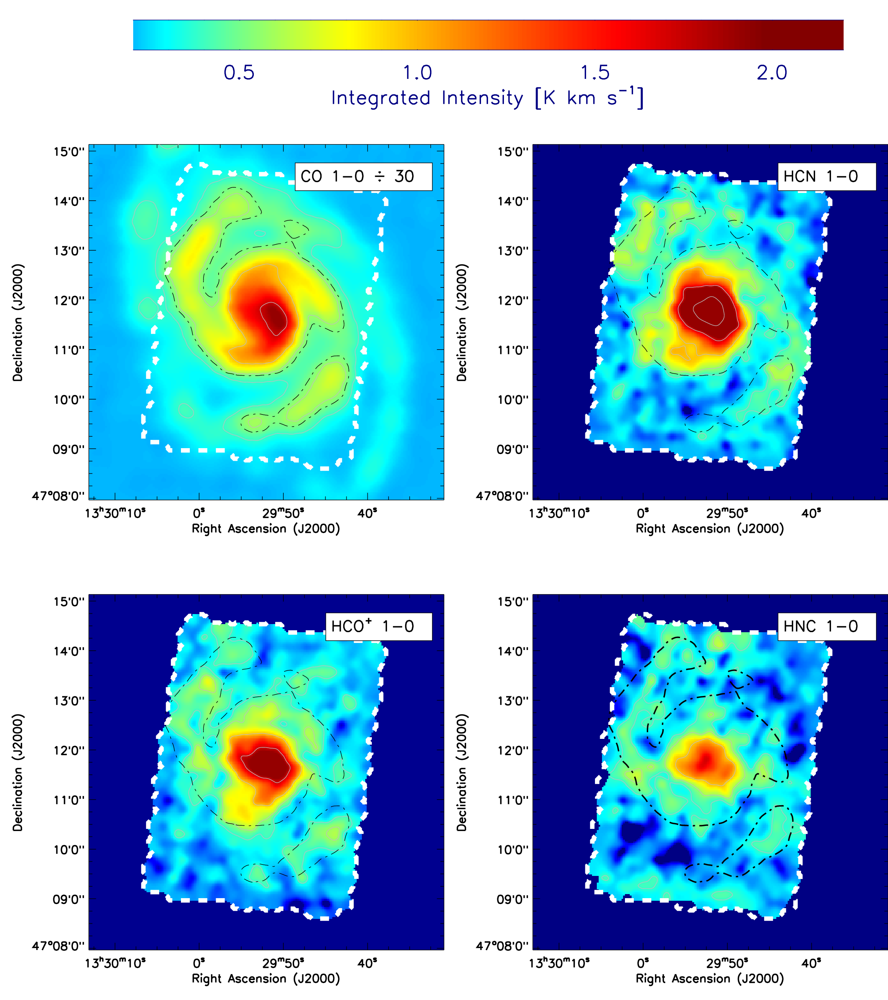 0.5 1.0 1.5 2.0
Integrated Intensity [K km s⁻¹]
CO 1−0 ÷ 30
15'0''
14'0''
13'0''
12'0''
11'0''
10'0''
09'0''
47°08'0''
Declination (J2000)
13ʰ30ᵐ10ˢ 0ˢ 29ᵐ50ˢ 40ˢ
Right Ascension (J2000)
HCN 1−0
15'0''
14'0''
13'0''
12'0''
11'0''
10'0''
09'0''
47°08'0''
Declination (J2000)
13ʰ30ᵐ10ˢ 0ˢ 29ᵐ50ˢ 40ˢ
Right Ascension (J2000)
HCO⁺ 1−0
15'0''
14'0''
13'0''
12'0''
11'0''
10'0''
09'0''
47°08'0''
Declination (J2000)
13ʰ30ᵐ10ˢ 0ˢ 29ᵐ50ˢ 40ˢ
Right Ascension (J2000)
HNC 1−0
15'0''
14'0''
13'0''
12'0''
11'0''
10'0''
09'0''
47°08'0''
Declination (J2000)
13ʰ30ᵐ10ˢ 0ˢ 29ᵐ50ˢ 40ˢ
Right Ascension (J2000)